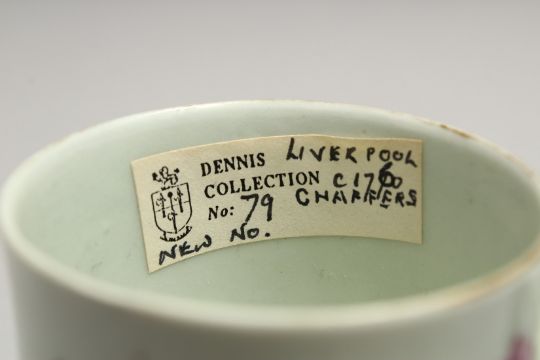 DENNIS LIVERPOOL
COLLECTION C1760
No: 79 CHAFFERS
NEW NO.